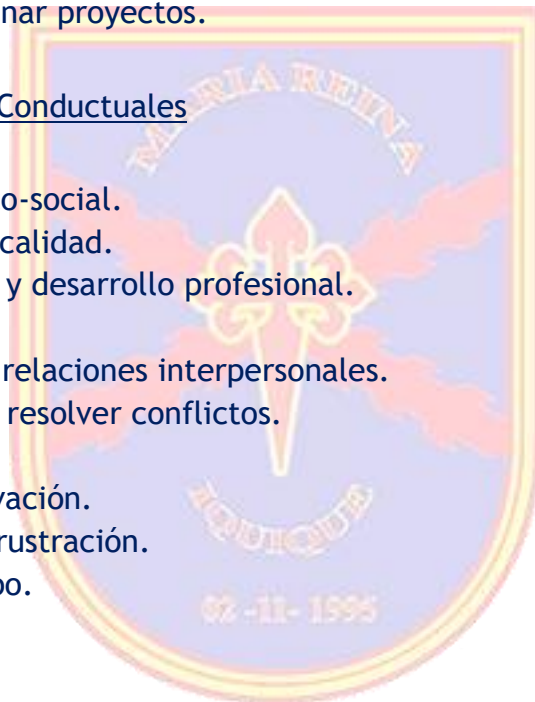 nar proyectos.
Conductuales
o-social.
calidad.
y desarrollo profesional.
relaciones interpersonales.
resolver conflictos.
vación.
rustración.
po.
MARIA REINA
IQUIQUE
02 -11- 1995